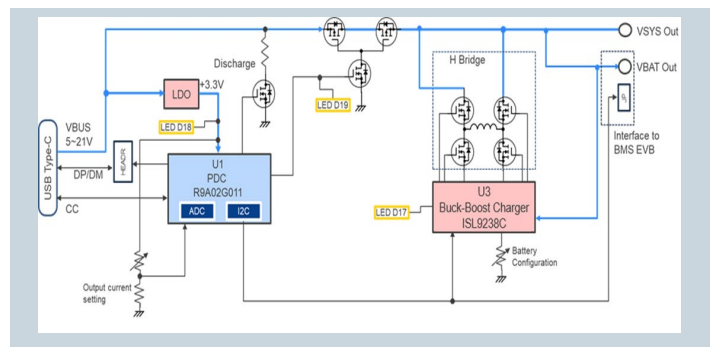 VSYS Out
H Bridge
VBAT Out
Discharge
LDO
+3.3V
LED D19
LED D18
Interface to
BMS EVB
USB Type-C
VBUS
5~21V
HEADR
DP/DM
CC
U1
PDC
R9A02G011
ADC
I2C
U3
Buck-Boost Charger
ISL9238C
LED D17
Battery
Configuration
Output current
setting